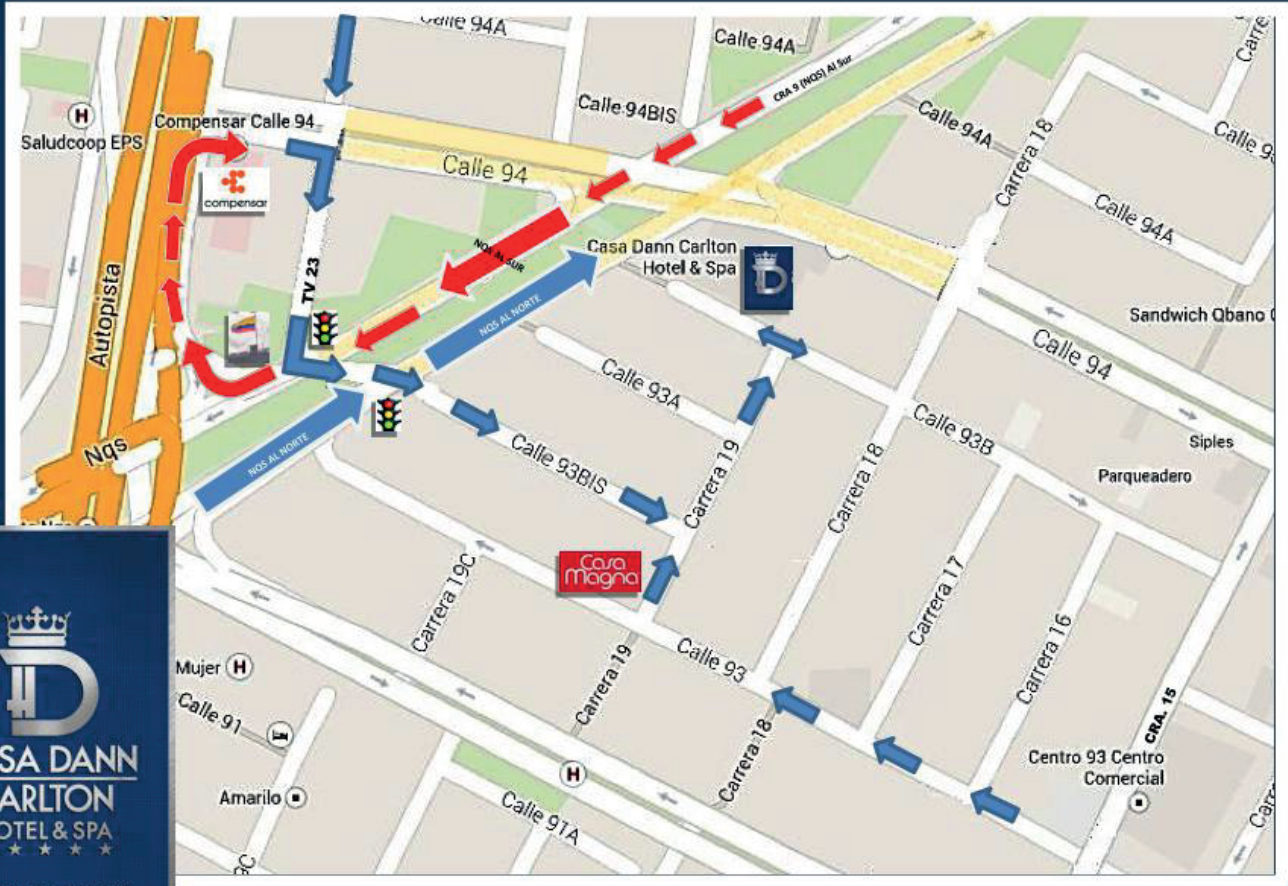 Calle 94A
Calle 94A
CRA 9 (NQS) Al Sur
Calle 94BIS
Saludcoop EPS
H
Compensar Calle 94
compensar
Calle 94
Calle 94A
Carrera 18
Calle 94A
NQS AL SUR
Casa Dann Carlton
Hotel & Spa
D
TV 23
Autopista
NQS AL NORTE
Sandwich Qbano
Calle 94
Calle 93A
Calle 93B
Siples
Parqueadero
Nqs
NQS AL NORTE
Calle 93BIS
Carrera 19
Carrera 18
Casa
Magna
Carrera 19C
Carrera 17
Carrera 16
Calle 93
Mujer H
Calle 91
Carrera 19
Carrera 18
CRA. 15
Centro 93 Centro
Comercial
Amarilo
H
Calle 91A
D
SA DANN
ARLTON
OTEL & SPA